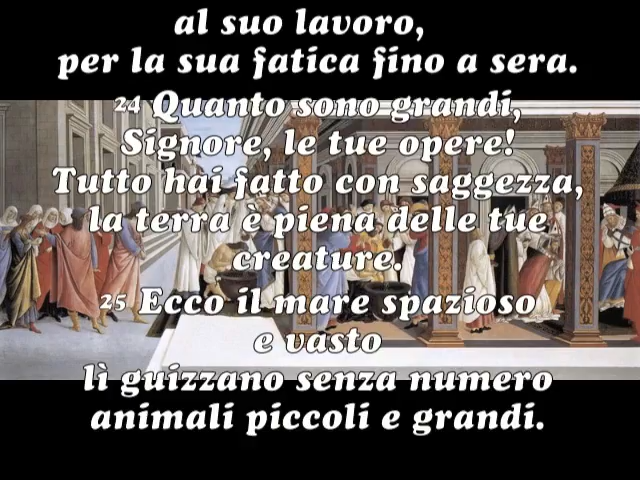 al suo lavoro,
per la sua fatica fino a sera.
24 Quanto sono grandi,
Signore, le tue opere!
Tutto hai fatto con saggezza,
la terra è piena delle tue
creature.
25 Ecco il mare spazioso
e vasto
lì guizzano senza numero
animali piccoli e grandi.